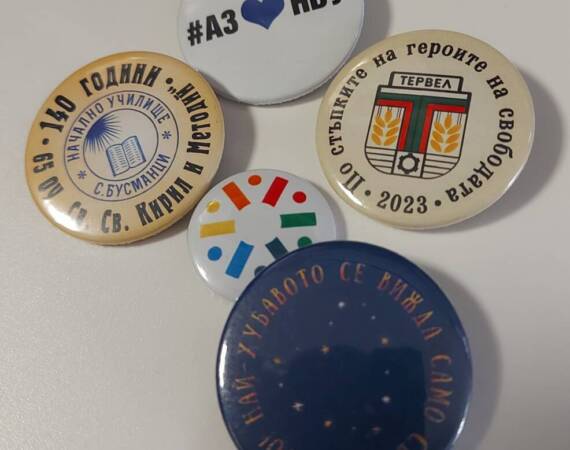 #АЗ НБУ
140 ГОДИНИ • 65 ОУ „Св. Св. Кирил и Методий“ •
НАЧАЛНО УЧИЛИЩЕ
С. БУСМАНЦИ
По стъпките на героите на свободата
ТЕРВЕЛ
• 2023 •
НАЙ-ХУБАВОТО СЕ ВИЖДА САМО